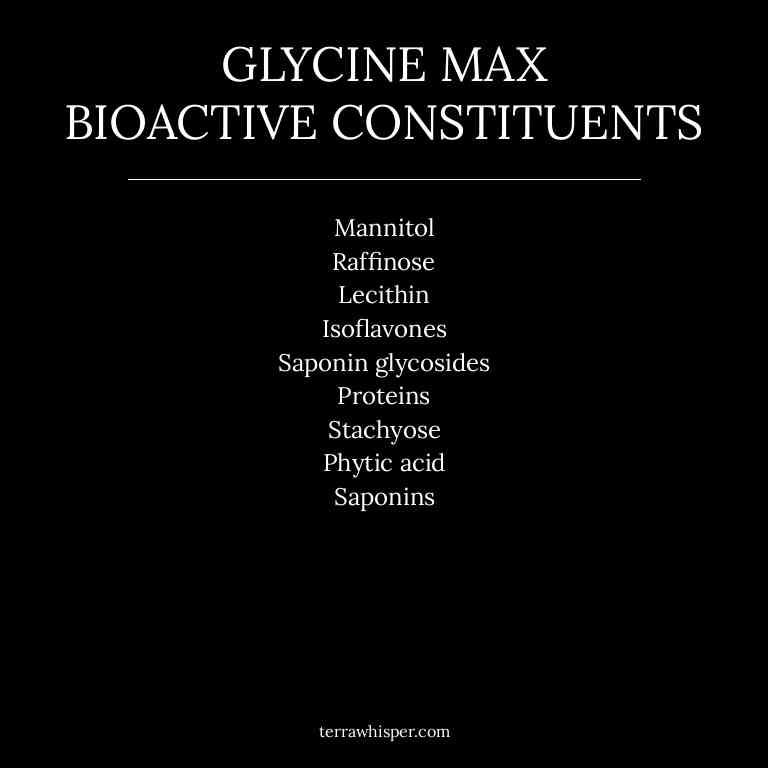 GLYCINE MAX
BIOACTIVE CONSTITUENTS
Mannitol
Raffinose
Lecithin
Isoflavones
Saponin glycosides
Proteins
Stachyose
Phytic acid
Saponins
terrawhisper.com